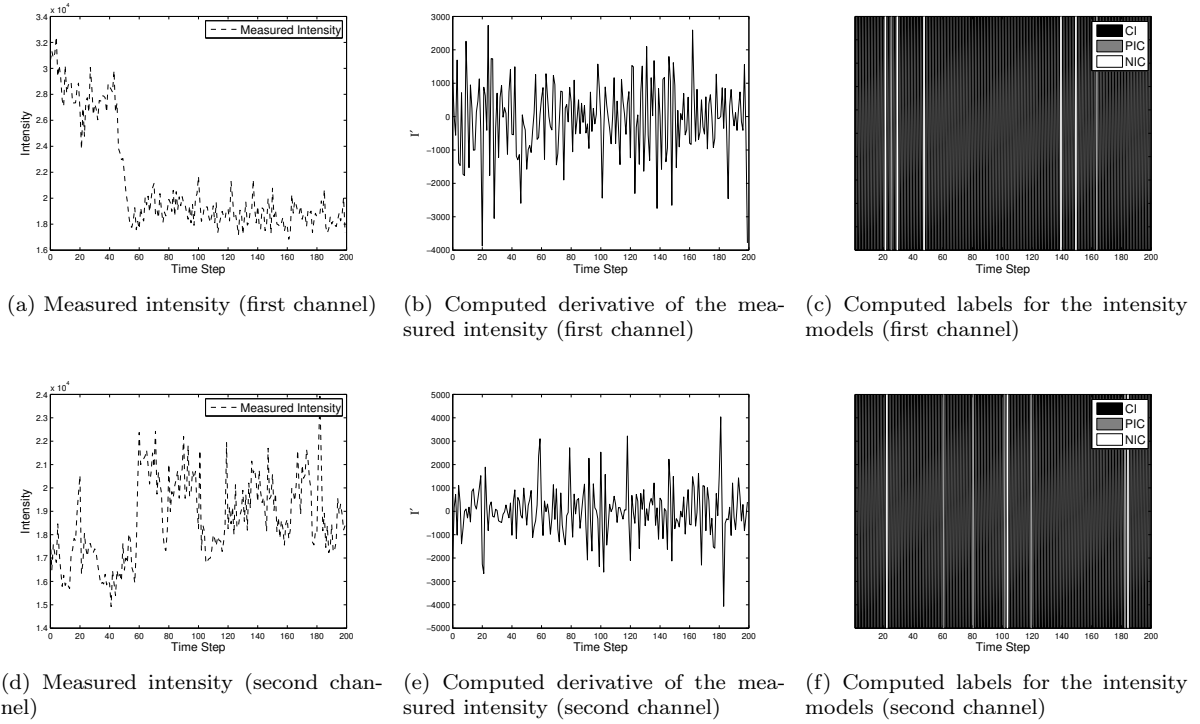 x 10⁴
3.4
3.2
3
2.8
2.6
2.4
2.2
2
1.8
1.6
Intensity
Measured Intensity
0 20 40 60 80 100 120 140 160 180 200
Time Step
3000
2000
1000
0
−1000
−2000
−3000
−4000
I′
0 20 40 60 80 100 120 140 160 180 200
Time Step
CI
PIC
NIC
20 40 60 80 100 120 140 160 180 200
Time Step
(a) Measured intensity (first channel)
(b) Computed derivative of the mea-
sured intensity (first channel)
(c) Computed labels for the intensity
models (first channel)
x 10⁴
2.4
2.3
2.2
2.1
2
1.9
1.8
1.7
1.6
1.5
1.4
Intensity
Measured Intensity
0 20 40 60 80 100 120 140 160 180 200
Time Step
5000
4000
3000
2000
1000
0
−1000
−2000
−3000
−4000
−5000
I′
0 20 40 60 80 100 120 140 160 180 200
Time Step
CI
PIC
NIC
20 40 60 80 100 120 140 160 180 200
Time Step
(d) Measured intensity (second chan-
nel)
(e) Computed derivative of the mea-
sured intensity (second channel)
(f) Computed labels for the intensity
models (second channel)